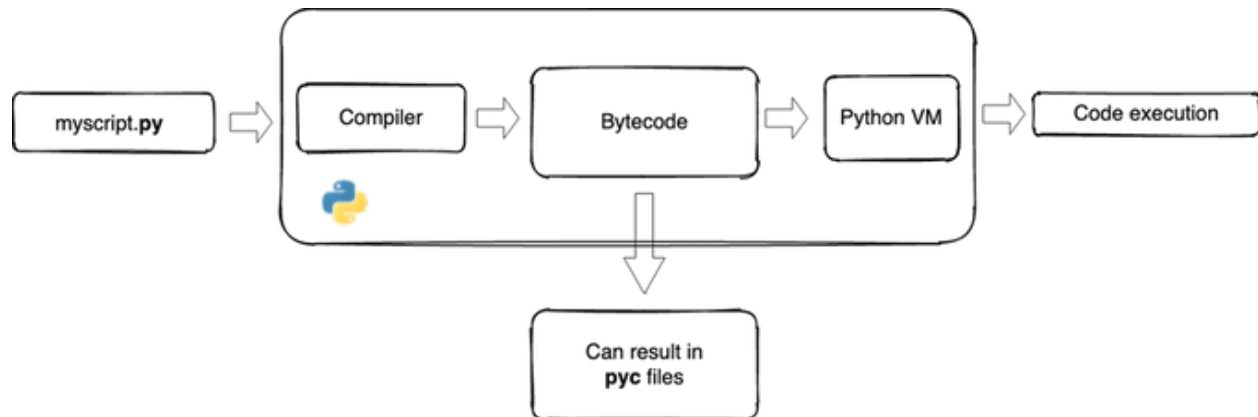 myscript.py
Compiler
Bytecode
Python VM
Code execution
Can result in
pyc files